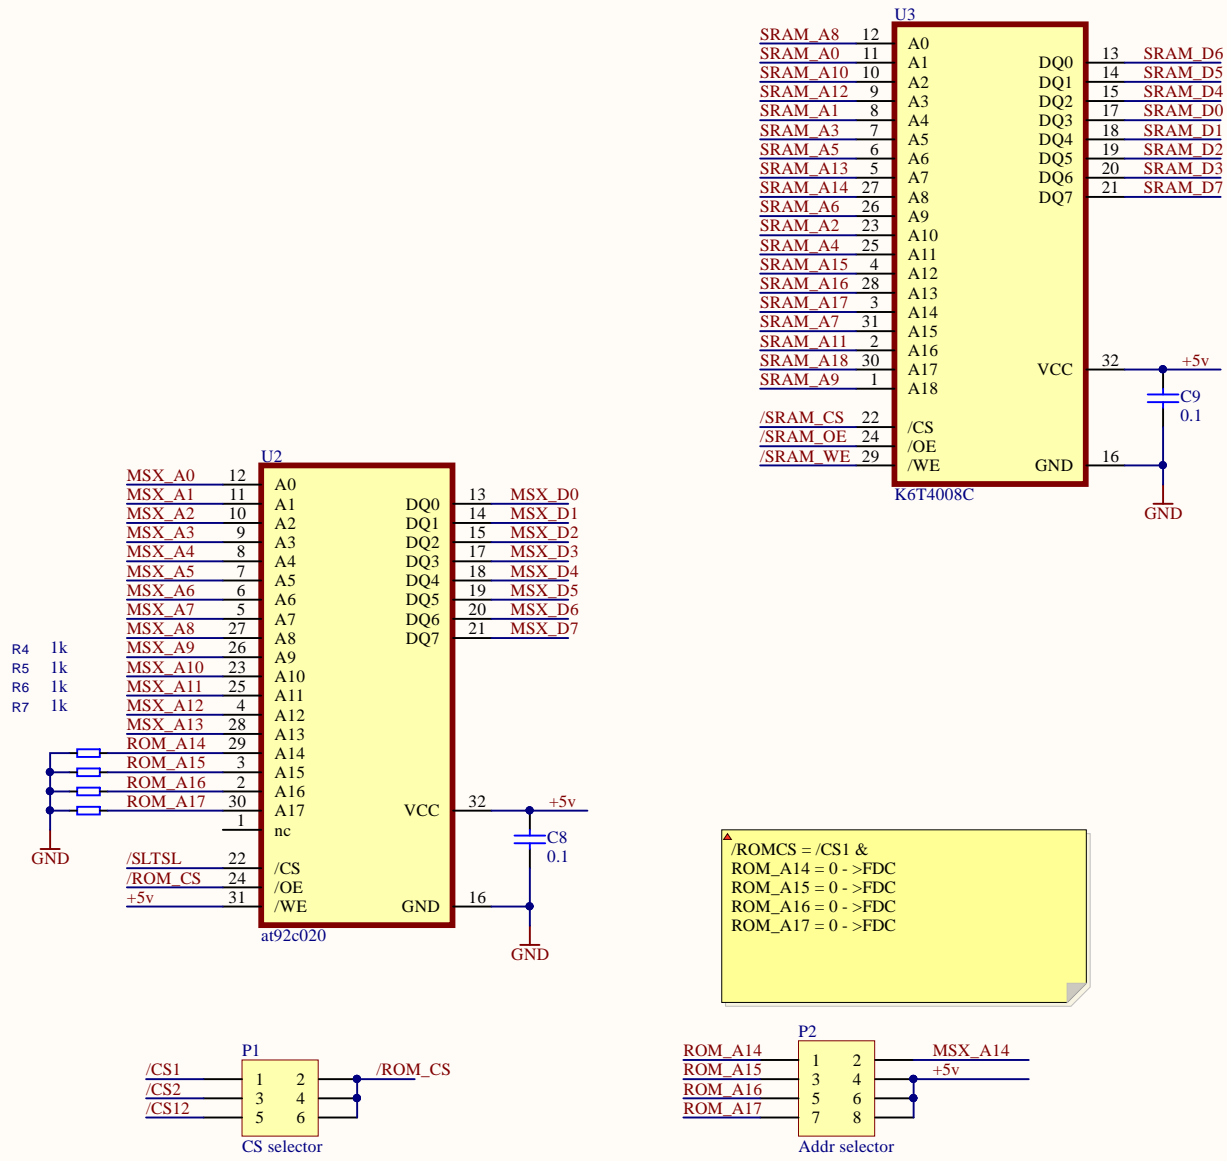 U3
SRAM_A8 12 A0
SRAM_A0 11 A1
SRAM_A10 10 A2
SRAM_A12 9 A3
SRAM_A1 8 A4
SRAM_A3 7 A5
SRAM_A5 6 A6
SRAM_A13 5 A7
SRAM_A14 27 A8
SRAM_A6 26 A9
SRAM_A2 23 A10
SRAM_A4 25 A11
SRAM_A15 4 A12
SRAM_A16 28 A13
SRAM_A17 3 A14
SRAM_A7 31 A15
SRAM_A11 2 A16
SRAM_A18 30 A17
SRAM_A9 1 A18
/SRAM_CS 22 /CS
/SRAM_OE 24 /OE
/SRAM_WE 29 /WE
DQ0 13 SRAM_D6
DQ1 14 SRAM_D5
DQ2 15 SRAM_D4
DQ3 17 SRAM_D0
DQ4 18 SRAM_D1
DQ5 19 SRAM_D2
DQ6 20 SRAM_D3
DQ7 21 SRAM_D7
VCC 32 +5v
C9
0.1
GND 16
GND
K6T4008C
U2
MSX_A0 12 A0
MSX_A1 11 A1
MSX_A2 10 A2
MSX_A3 9 A3
MSX_A4 8 A4
MSX_A5 7 A5
MSX_A6 6 A6
MSX_A7 5 A7
MSX_A8 27 A8
MSX_A9 26 A9
MSX_A10 23 A10
MSX_A11 25 A11
MSX_A12 4 A12
MSX_A13 28 A13
ROM_A14 29 A14
ROM_A15 3 A15
ROM_A16 2 A16
ROM_A17 30 A17
1 nc
/SLTSL 22 /CS
/ROM_CS 24 /OE
+5v 31 /WE
R4 1k
R5 1k
R6 1k
R7 1k
GND
DQ0 13 MSX_D0
DQ1 14 MSX_D1
DQ2 15 MSX_D2
DQ3 17 MSX_D3
DQ4 18 MSX_D4
DQ5 19 MSX_D5
DQ6 20 MSX_D6
DQ7 21 MSX_D7
VCC 32 +5v
C8
0.1
GND 16
GND
at92c020
/ROMCS = /CS1 &
ROM_A14 = 0 - >FDC
ROM_A15 = 0 - >FDC
ROM_A16 = 0 - >FDC
ROM_A17 = 0 - >FDC
P1
/CS1 1 2 /ROM_CS
/CS2 3 4
/CS12 5 6
CS selector
P2
ROM_A14 1 2 MSX_A14
ROM_A15 3 4 +5v
ROM_A16 5 6
ROM_A17 7 8
Addr selector